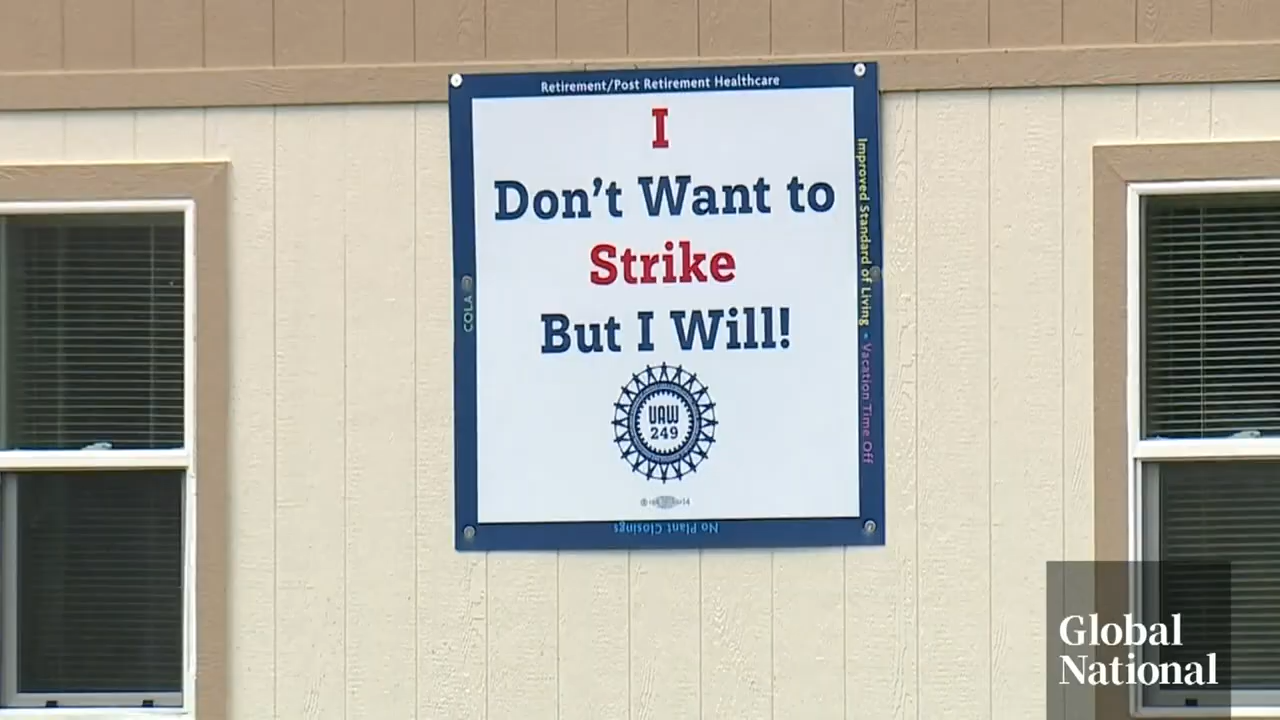 Retirement/Post Retirement Healthcare
I
Don't Want to
Strike
But I Will!
UAW
249
COLA
Improved Standard of Living • Vacation Time Off
No Plant Closings
Global
National